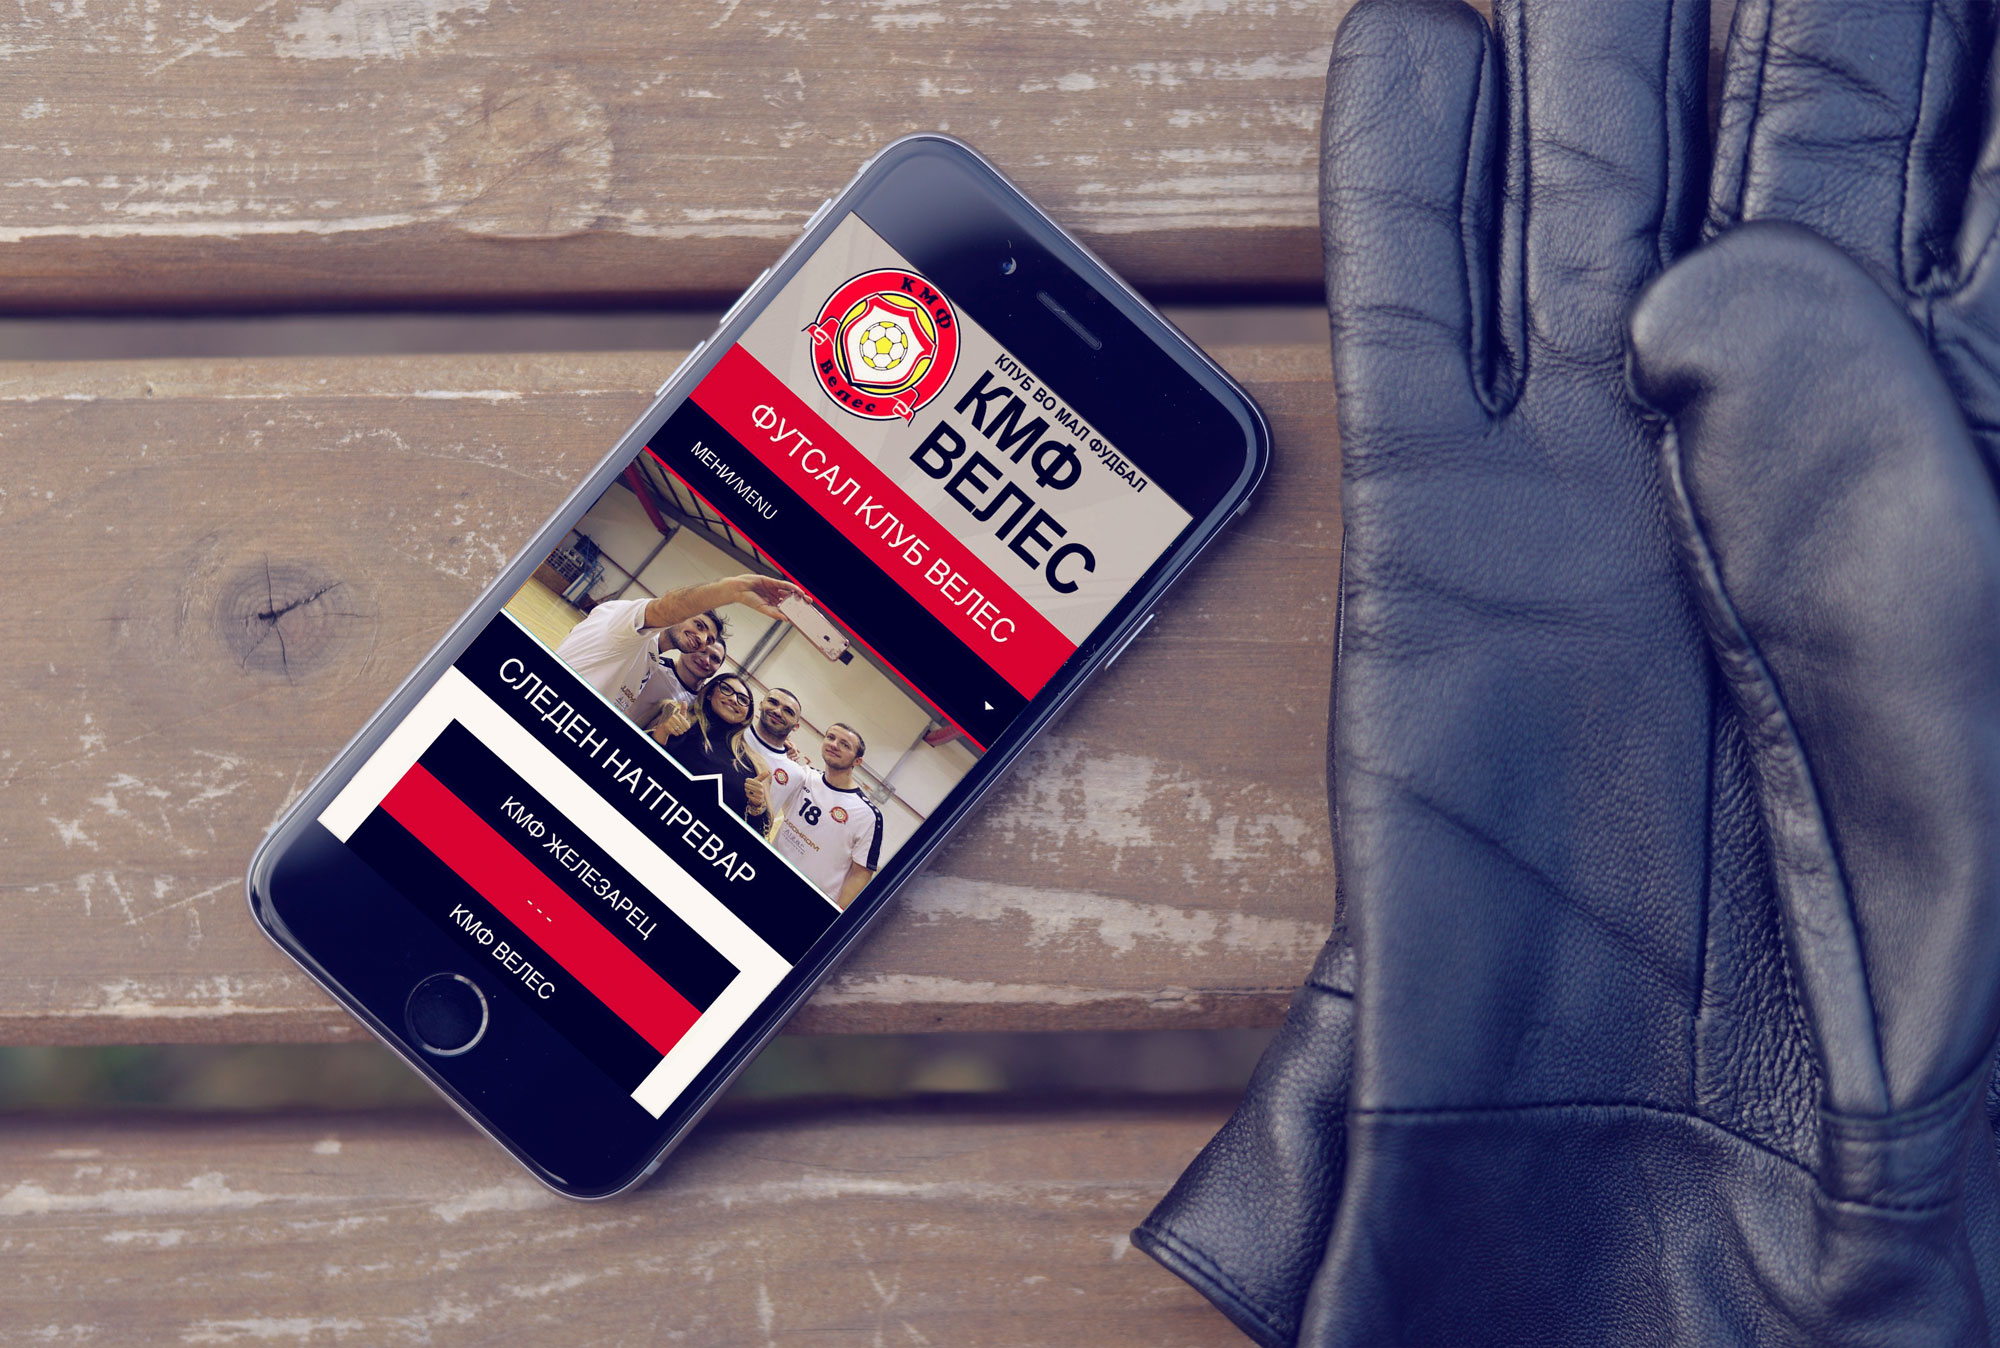 КМФ
Велес
КЛУБ ВО МАЛ ФУДБАЛ
КМФ
ВЕЛЕС
ФУТСАЛ КЛУБ ВЕЛЕС
МЕНИ/MENU
18
СЛЕДЕН НАТПРЕВАР
КМФ ЖЕЛЕЗАРЕЦ
- - -
КМФ ВЕЛЕС